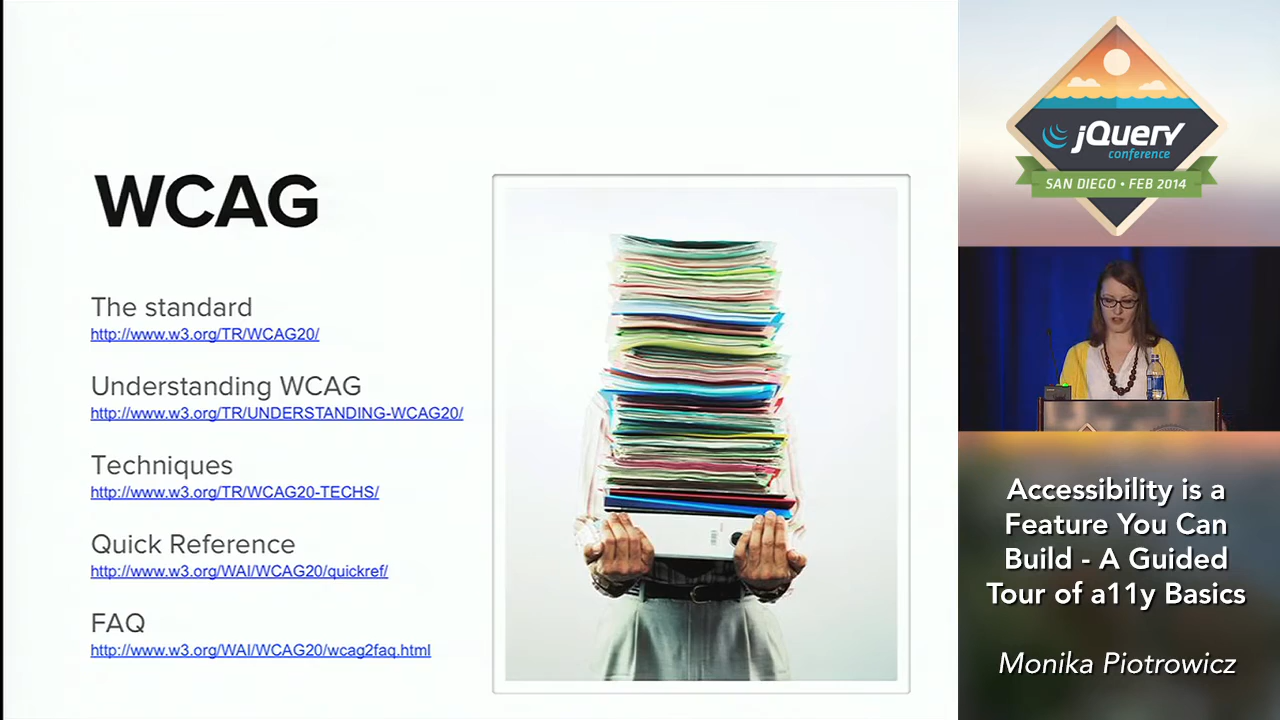 WCAG
The standard
http://www.w3.org/TR/WCAG20/
Understanding WCAG
http://www.w3.org/TR/UNDERSTANDING-WCAG20/
Techniques
http://www.w3.org/TR/WCAG20-TECHS/
Quick Reference
http://www.w3.org/WAI/WCAG20/quickref/
FAQ
http://www.w3.org/WAI/WCAG20/wcag2faq.html
jQuery
conference
SAN DIEGO • FEB 2014
Accessibility is a
Feature You Can
Build - A Guided
Tour of a11y Basics
Monika Piotrowicz